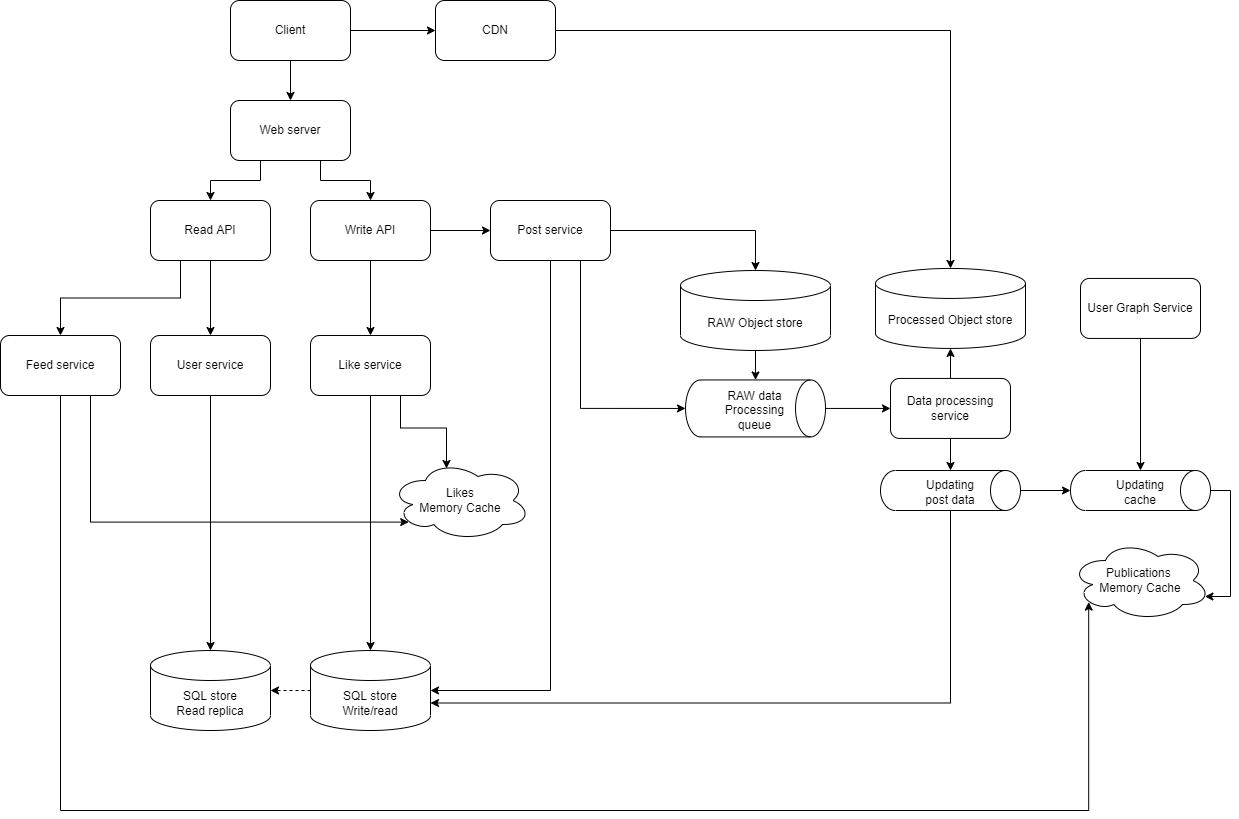 Client
CDN
Web server
Read API
Write API
Post service
RAW Object store
Processed Object store
User Graph Service
Feed service
User service
Like service
RAW data
Processing
queue
Data processing
service
Likes
Memory Cache
Updating
post data
Updating
cache
Publications
Memory Cache
SQL store
Read replica
SQL store
Write/read